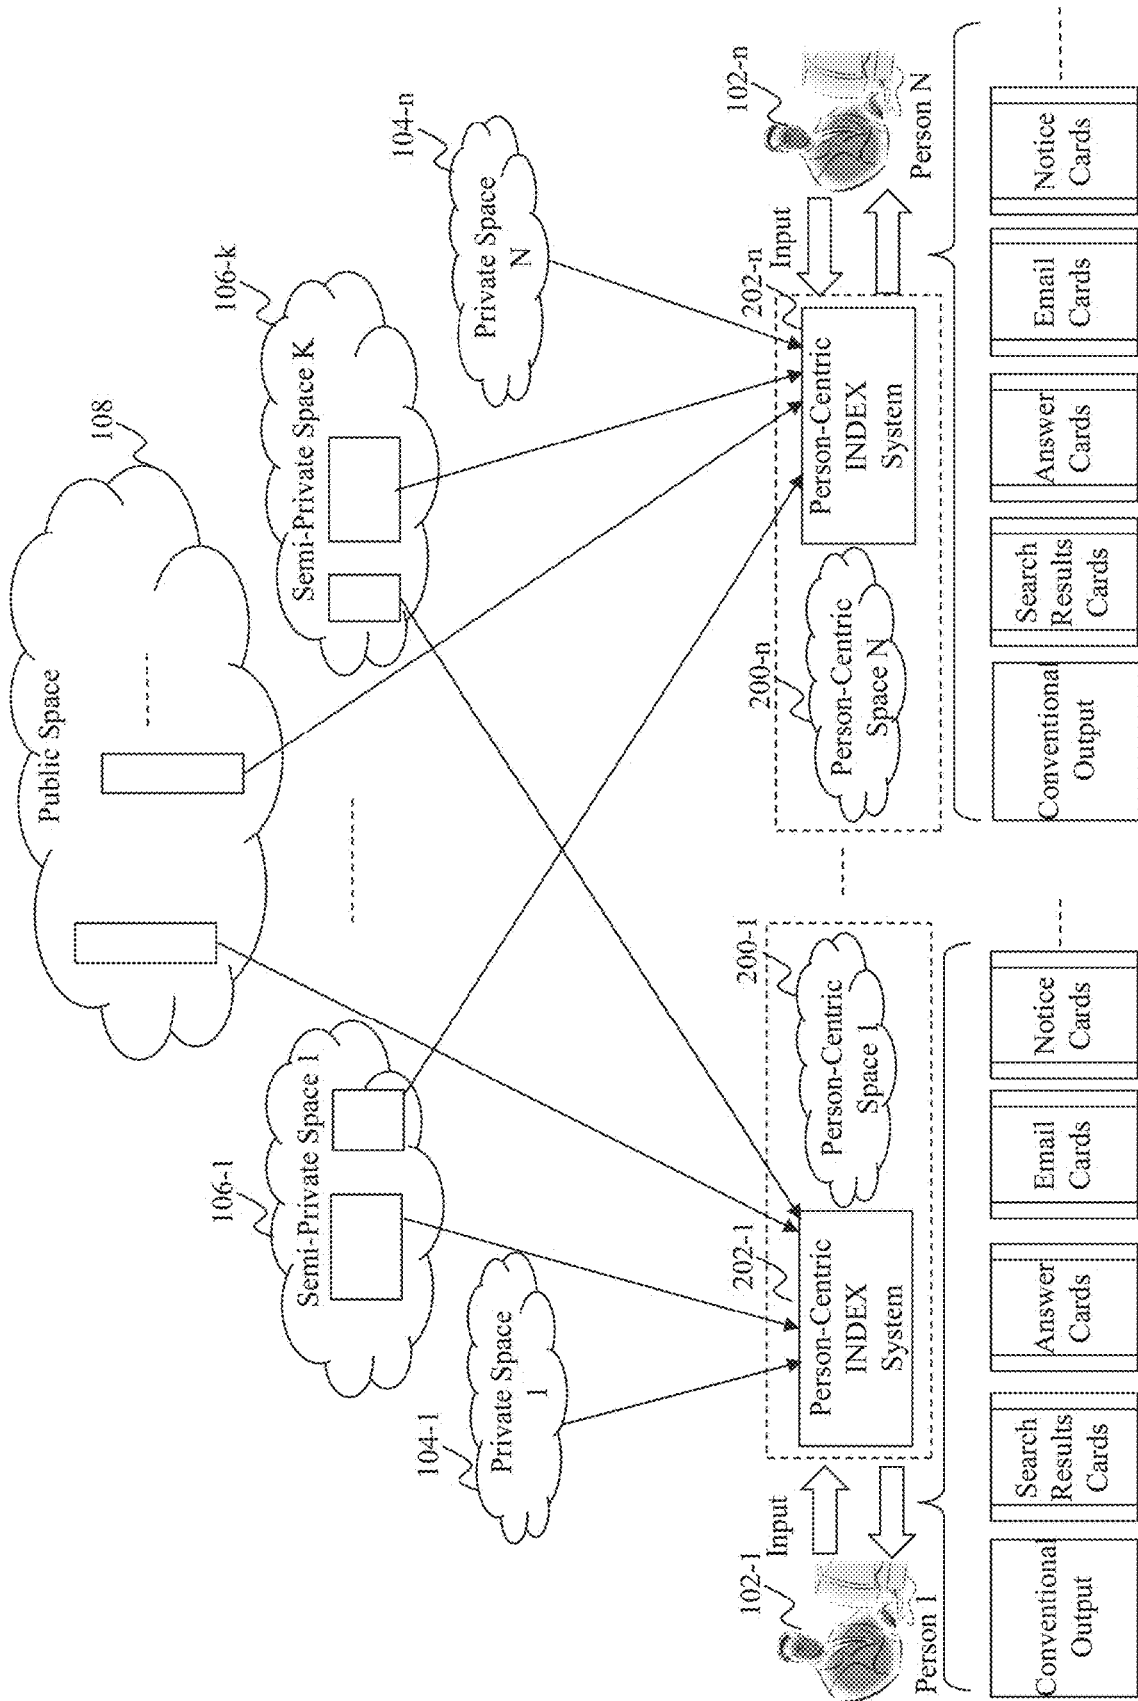 108
Public Space
106-1
Semi-Private Space 1
106-k
Semi-Private Space K
104-1
Private Space
1
104-n
Private Space
N
102-1
Person 1
Input
202-1
Person-Centric
INDEX
System
200-1
Person-Centric
Space 1
200-n
Person-Centric
Space N
202-n
Person-Centric
INDEX
System
Input
102-n
Person N
Conventional
Output
Search
Results
Cards
Answer
Cards
Email
Cards
Notice
Cards
Conventional
Output
Search
Results
Cards
Answer
Cards
Email
Cards
Notice
Cards